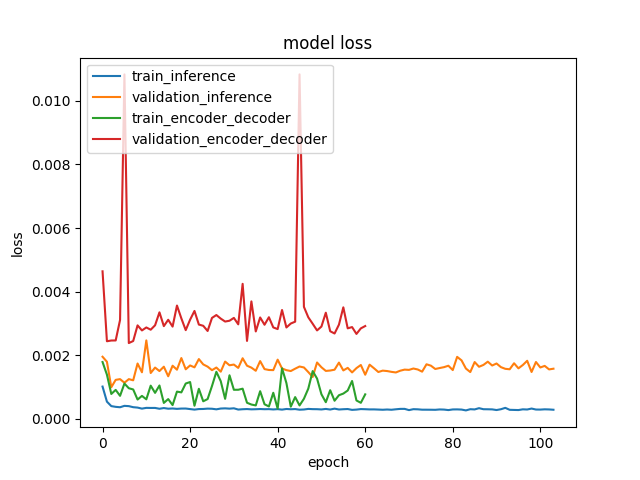 model loss
train_inference
validation_inference
train_encoder_decoder
validation_encoder_decoder
0.010
0.008
0.006
0.004
0.002
0.000
loss
0 20 40 60 80 100
epoch